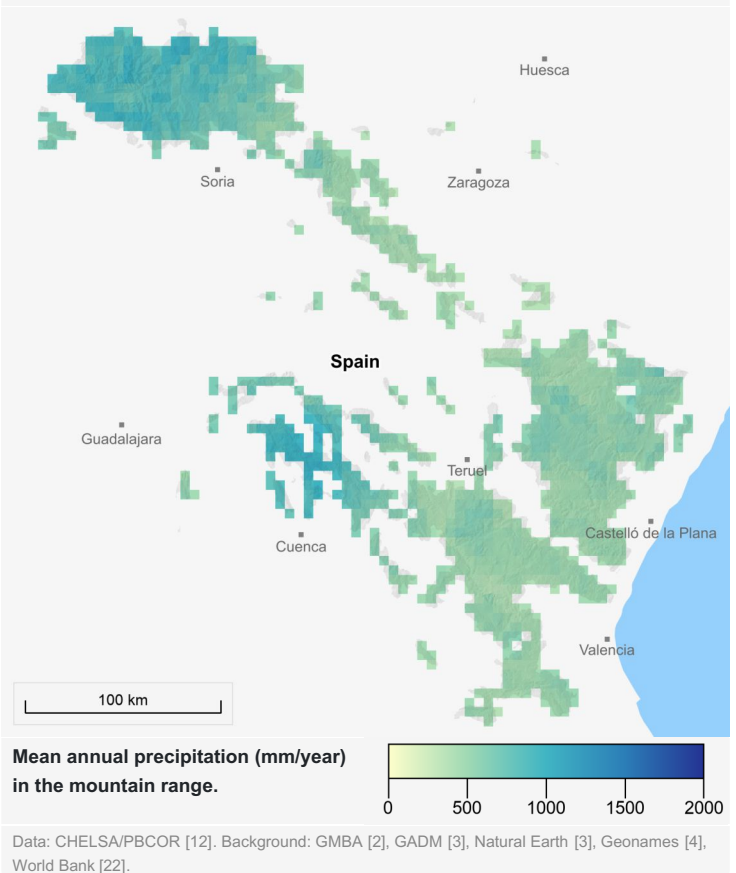 Huesca
Soria
Zaragoza
Spain
Guadalajara
Teruel
Cuenca
Castelló de la Plana
Valencia
100 km
Mean annual precipitation (mm/year)
in the mountain range.
0 500 1000 1500 2000
Data: CHELSA/PBCOR [12]. Background: GMBA [2], GADM [3], Natural Earth [3], Geonames [4],
World Bank [22].